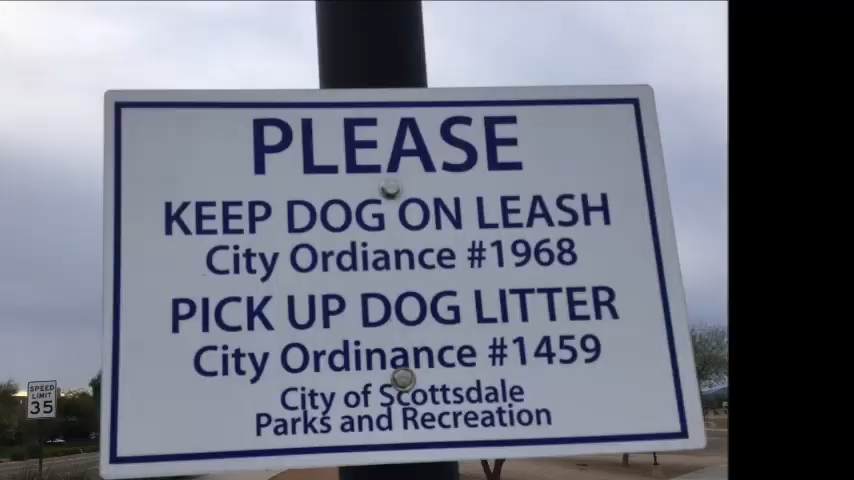 PLEASE
KEEP DOG ON LEASH
City Ordiance #1968
PICK UP DOG LITTER
City Ordinance #1459
City of Scottsdale
Parks and Recreation
SPEED
LIMIT
35